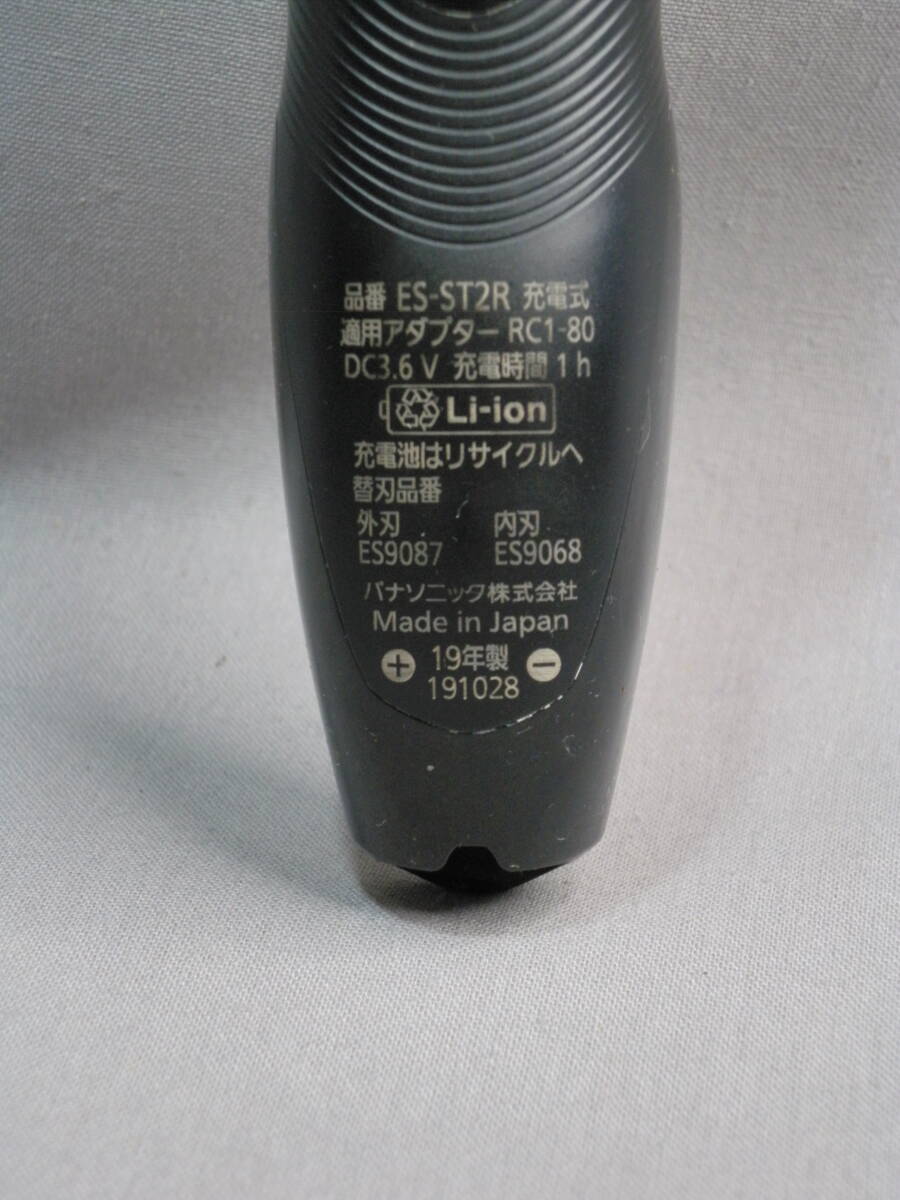 品番 ES-ST2R 充電式
適用アダプター RC1-80
DC3.6 V 充電時間 1 h
Li-ion
充電池はリサイクルへ
替刃品番
外刃 内刃
ES9087 ES9068
パナソニック株式会社
Made in Japan
+ 19年製 −
191028